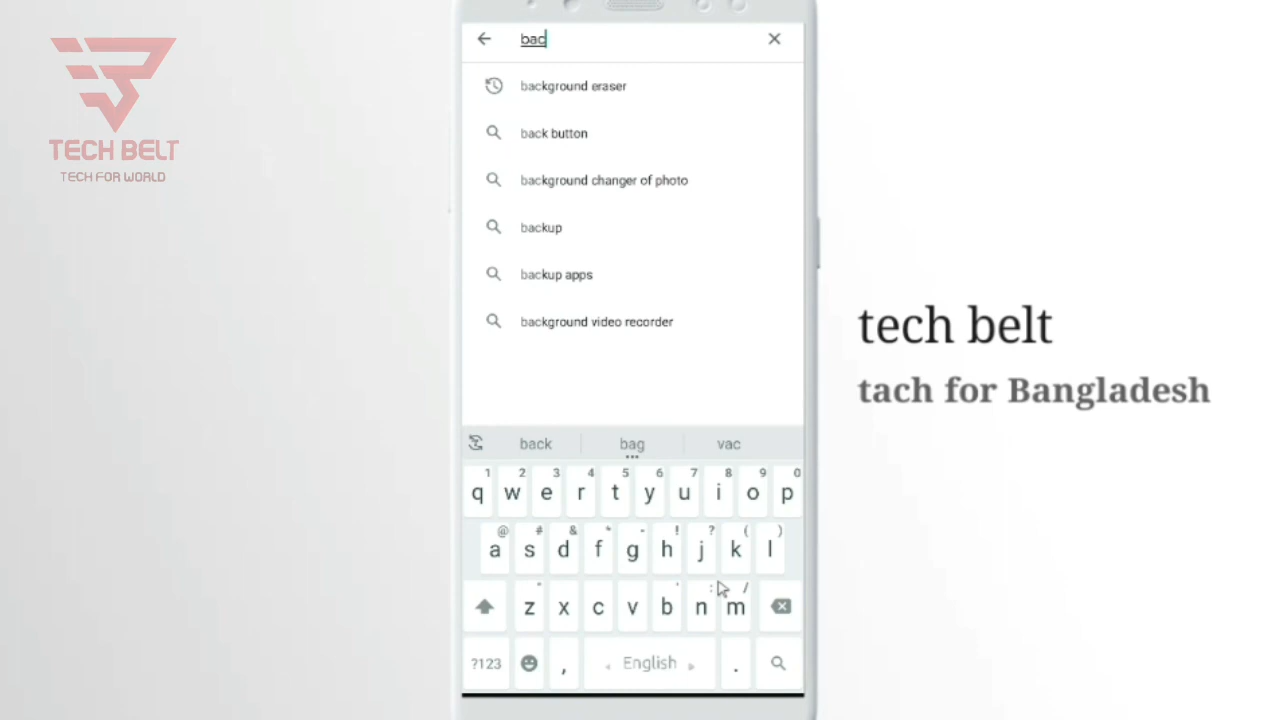 TECH BELT
TECH FOR WORLD
bac
background eraser
back button
background changer of photo
backup
backup apps
background video recorder
tech belt
tach for Bangladesh
back bag vac
1 2 3 4 5 6 7 8 9 0
q w e r t y u i o p
@ # & * - ! ? ( )
a s d f g h j k l
" ' : /
z x c v b n m
?123 , English .